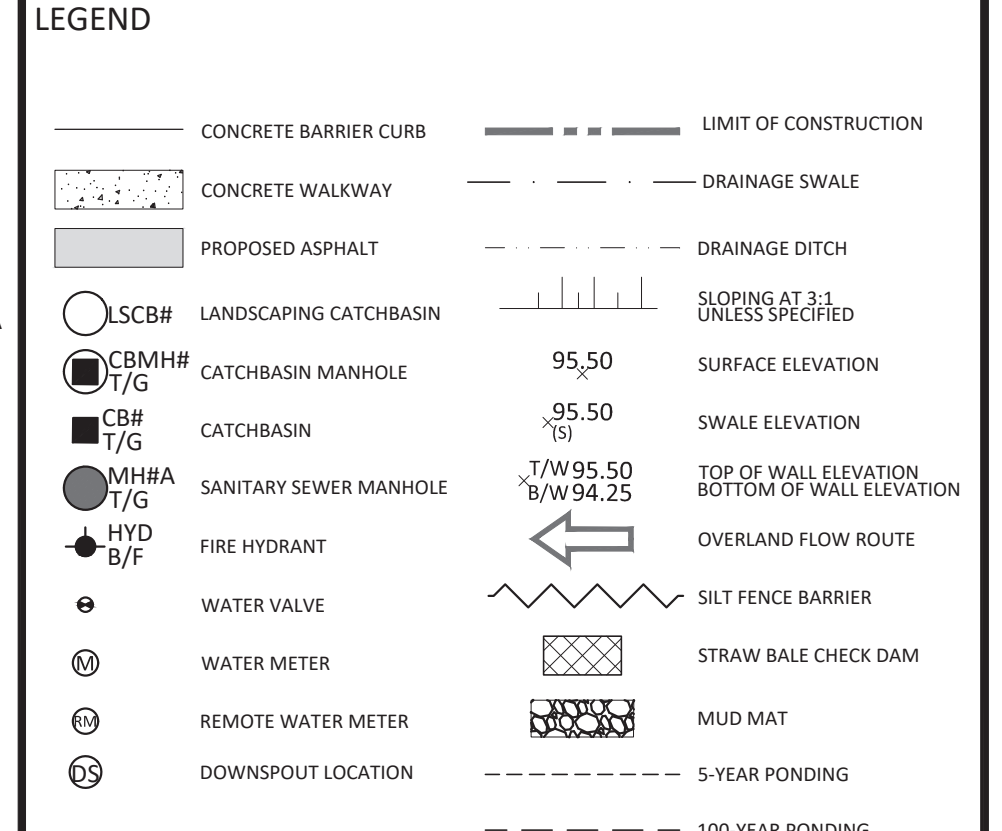 LEGEND
CONCRETE BARRIER CURB
CONCRETE WALKWAY
PROPOSED ASPHALT
LSCB# LANDSCAPING CATCHBASIN
CBMH#
T/G
CATCHBASIN MANHOLE
CB#
T/G
CATCHBASIN
MH#A
T/G
SANITARY SEWER MANHOLE
HYD
B/F
FIRE HYDRANT
WATER VALVE
M WATER METER
RM REMOTE WATER METER
DS DOWNSPOUT LOCATION
LIMIT OF CONSTRUCTION
DRAINAGE SWALE
DRAINAGE DITCH
SLOPING AT 3:1
UNLESS SPECIFIED
95.50 SURFACE ELEVATION
95.50
(S)
SWALE ELEVATION
T/W 95.50
B/W 94.25
TOP OF WALL ELEVATION
BOTTOM OF WALL ELEVATION
OVERLAND FLOW ROUTE
SILT FENCE BARRIER
STRAW BALE CHECK DAM
MUD MAT
5-YEAR PONDING
100-YEAR PONDING